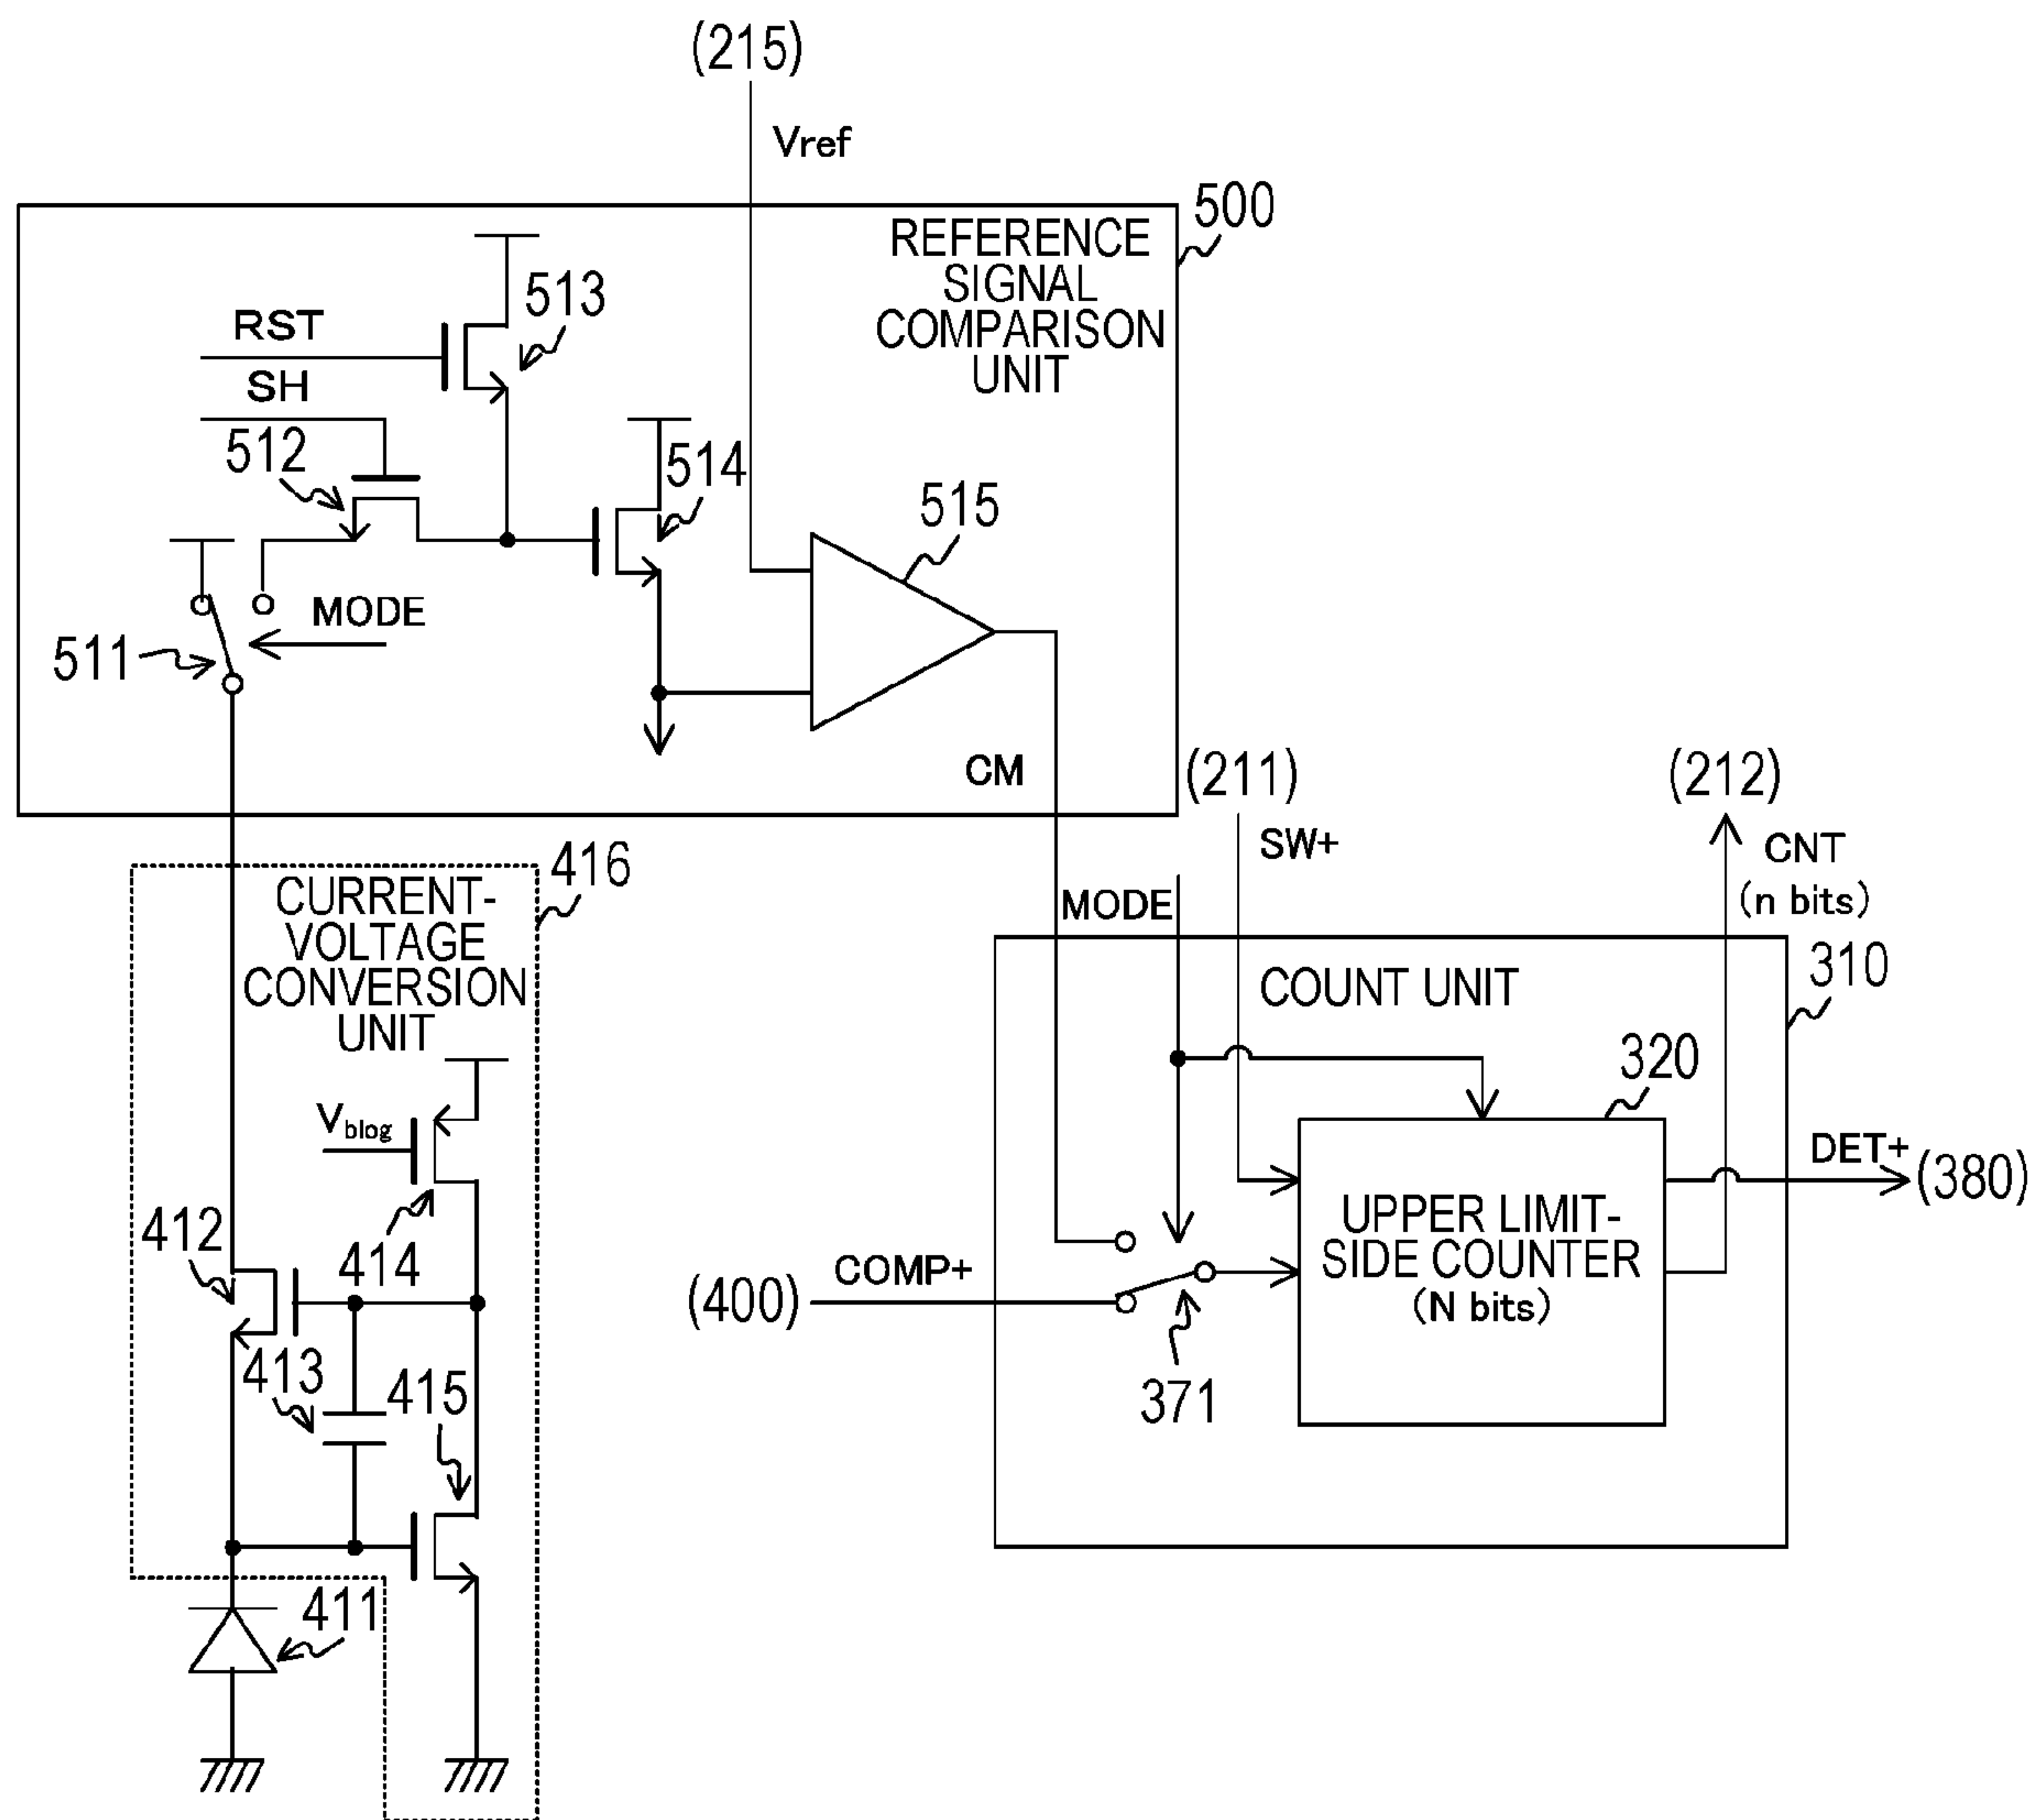 (215)
Vref
500
REFERENCE
SIGNAL
COMPARISON
UNIT
513
RST
SH
512
514
515
MODE
511
CM
(211)
SW+
(212)
CNT
(n bits)
416
CURRENT-
VOLTAGE
CONVERSION
UNIT
MODE
310
COUNT UNIT
320
Vblog
DET+
(380)
412
414
UPPER LIMIT-
SIDE COUNTER
(N bits)
COMP+
(400)
413
415
371
411